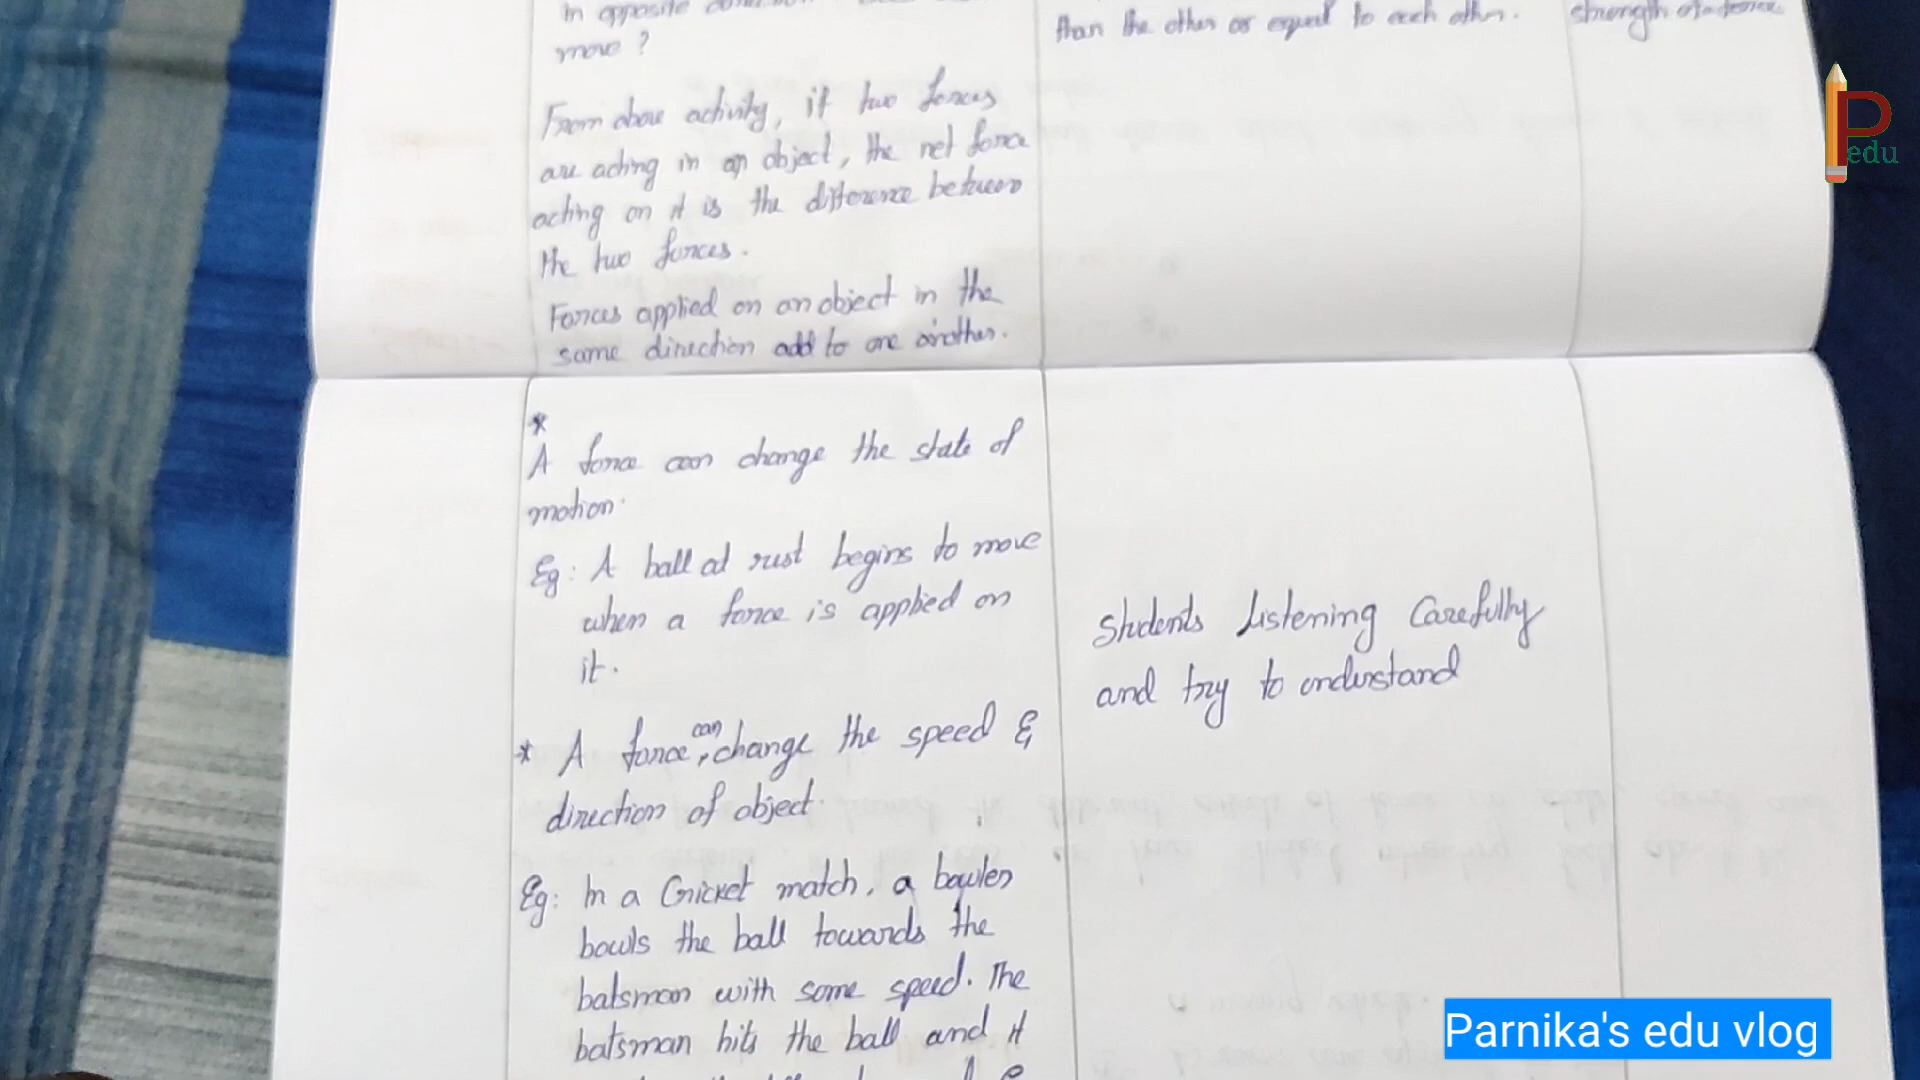 in opposite
move ?
From above activity, if two forces
are acting in an object, the net force
acting on it is the difference between
the two forces.
Forces applied on an object in the
same direction add to one another.
*
A force can change the state of
motion.
Eg: A ball at rest begins to move
when a force is applied on
it.
* A force can change the speed &
direction of object.
Eg: In a Cricket match, a bowler
bowls the ball towards the
batsman with some speed. The
batsman hits the ball and it
than the other or equal to each other.
Students Listening Carefully
and try to understand
strength of a force
P
edu
Parnika's edu vlog